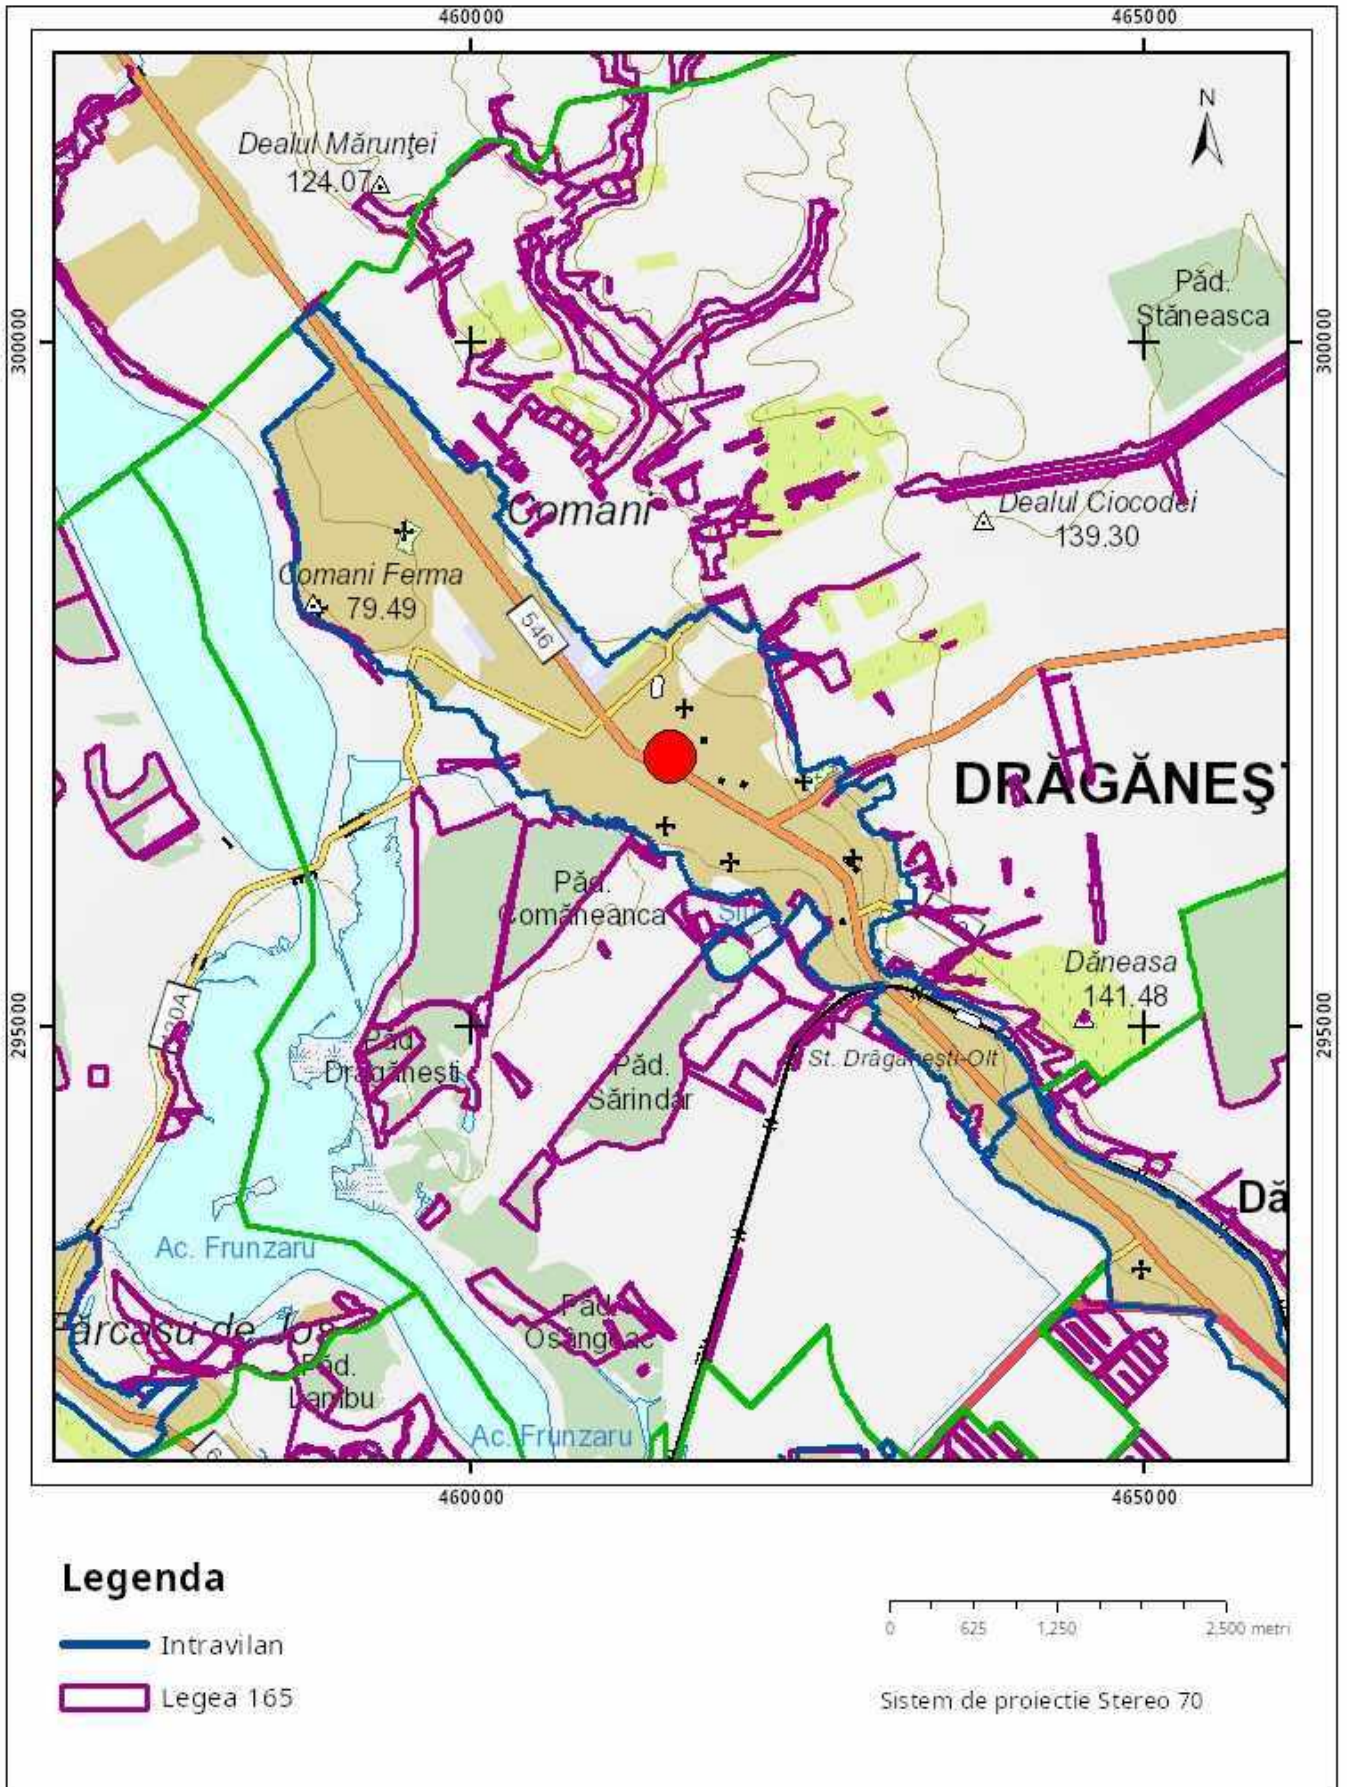 460000
465000
N
Dealul Mărunţei
124.07
Păd.
Stăneasca
300000
300000
Comani
Dealul Ciocodei
139.30
Comani Ferma
79.49
546
DRĂGĂNEŞT
Păd.
Comăneanca
Dăneasa
141.48
295000
295000
Păd.
Drăgăneşti
Păd.
Sărindar
St. Drăgăneşti-Olt
Dă
Ac. Frunzaru
Păd.
Osângeac
Fărcaşu de Jos
Păd.
Lambu
Ac. Frunzaru
6
460000
465000
Legenda
Intravilan
Legea 165
0
625
1,250
2,500 metri
Sistem de proiectie Stereo 70